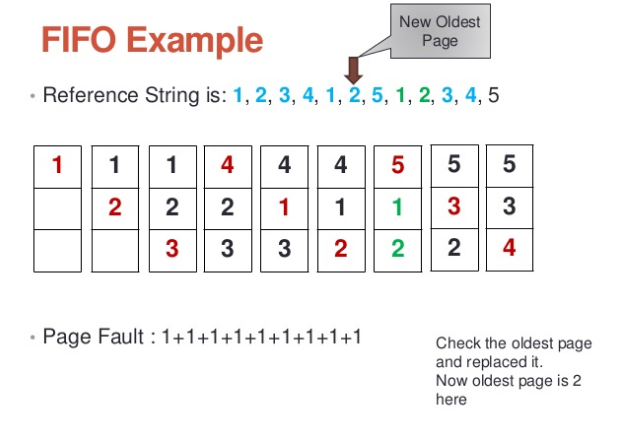 New Oldest
Page
FIFO Example
• Reference String is: 1, 2, 3, 4, 1, 2, 5, 1, 2, 3, 4, 5
1 1 1 4 4 4 5 5 5
2 2 2 1 1 1 3 3
3 3 3 2 2 2 4
• Page Fault : 1+1+1+1+1+1+1+1+1
Check the oldest page
and replaced it.
Now oldest page is 2
here